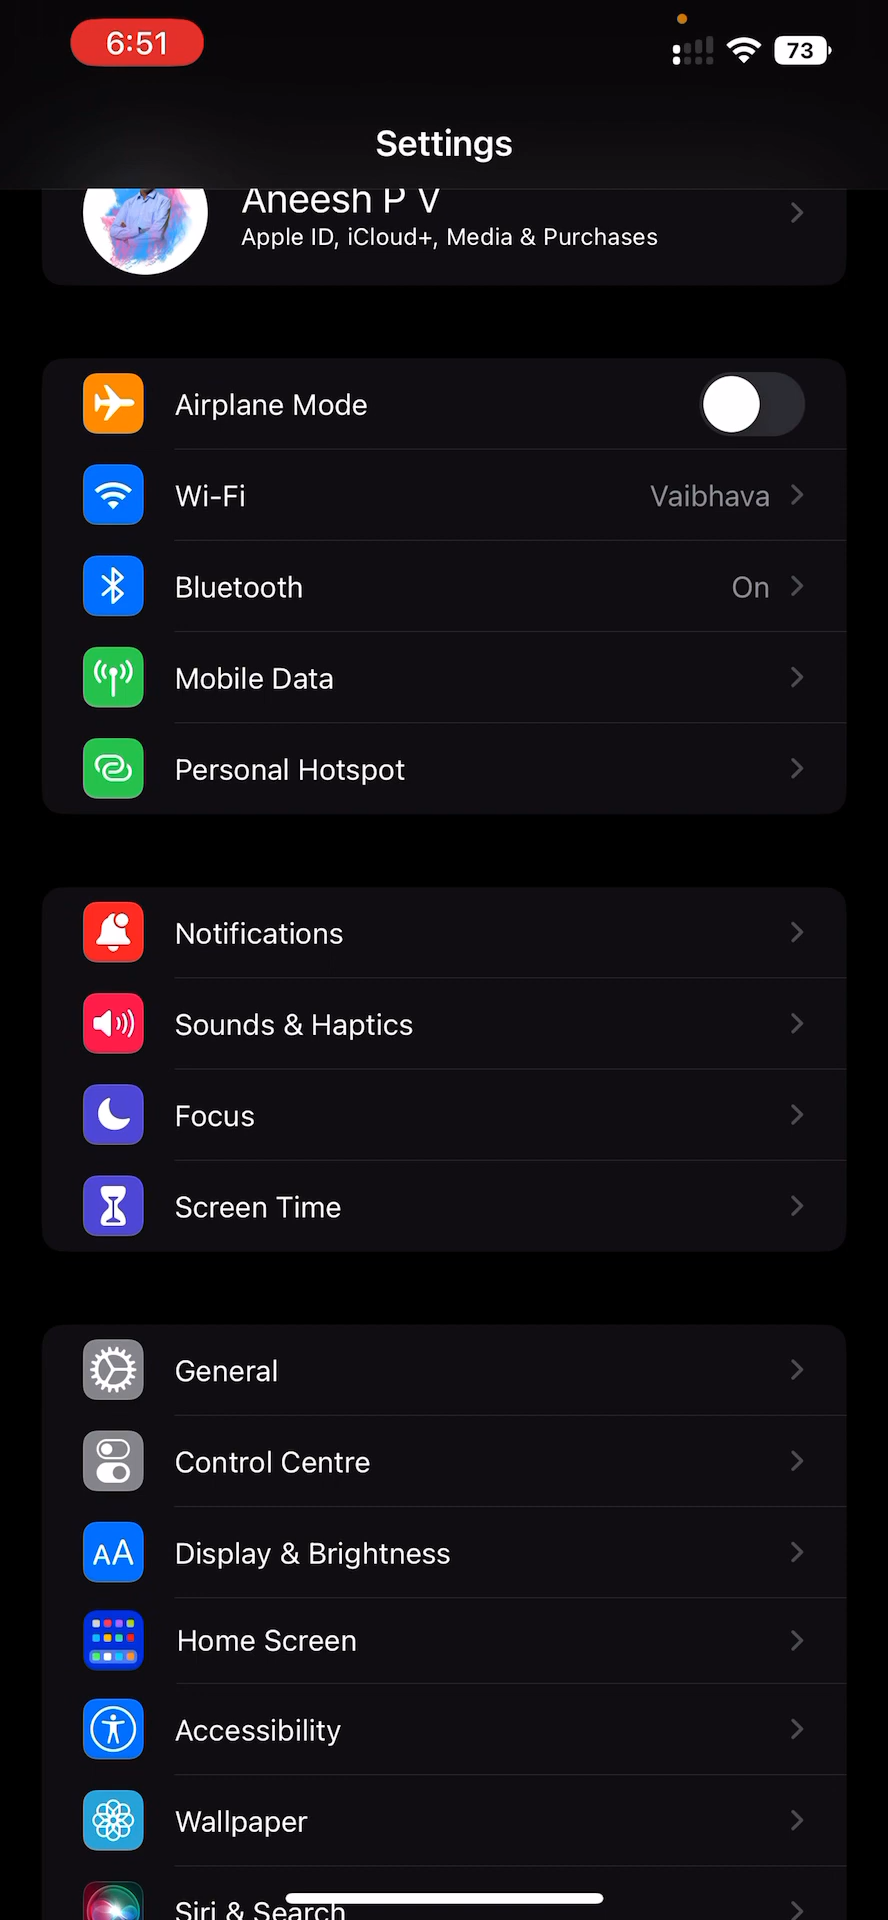 6:51
73
Settings
Aneesh P V
Apple ID, iCloud+, Media & Purchases
Airplane Mode
Wi-Fi Vaibhava
Bluetooth On
Mobile Data
Personal Hotspot
Notifications
Sounds & Haptics
Focus
Screen Time
General
Control Centre
AA Display & Brightness
Home Screen
Accessibility
Wallpaper
Siri & Search